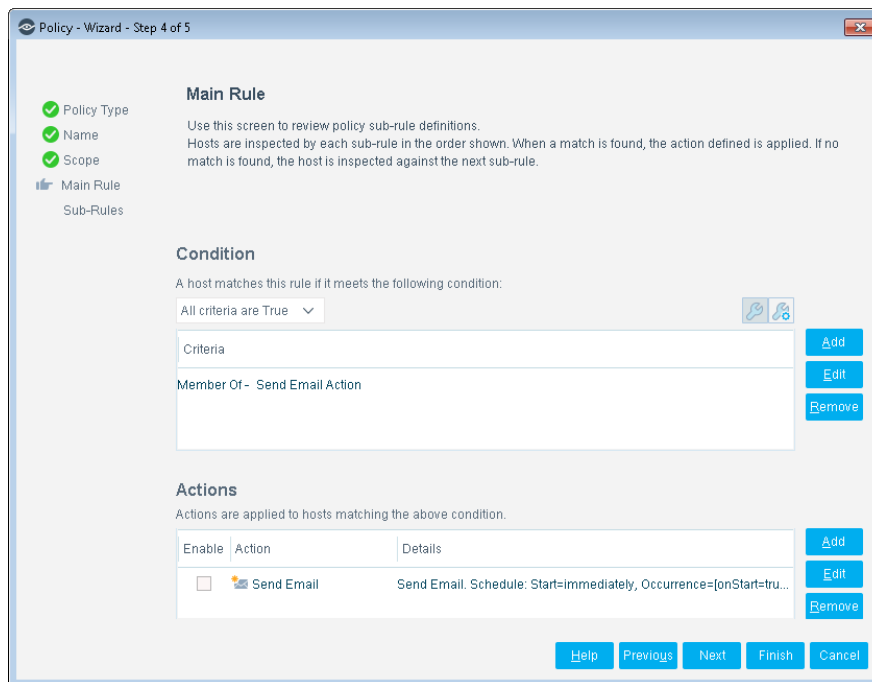 Policy - Wizard - Step 4 of 5
Policy Type
Name
Scope
Main Rule
Sub-Rules
Main Rule
Use this screen to review policy sub-rule definitions.
Hosts are inspected by each sub-rule in the order shown. When a match is found, the action defined is applied. If no
match is found, the host is inspected against the next sub-rule.
Condition
A host matches this rule if it meets the following condition:
All criteria are True
Criteria
Member Of - Send Email Action
Add
Edit
Remove
Actions
Actions are applied to hosts matching the above condition.
Enable Action Details
Send Email Send Email. Schedule: Start=immediately, Occurrence=[onStart=tru...
Add
Edit
Remove
Help Previous Next Finish Cancel